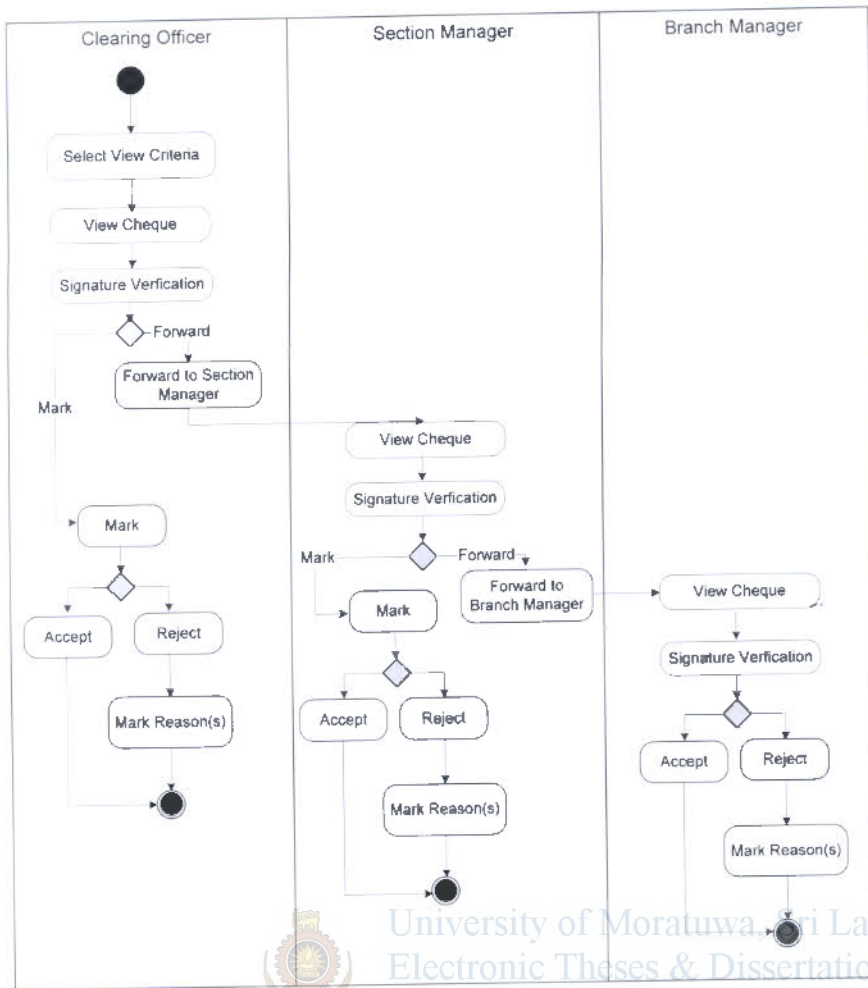 Clearing Officer
Section Manager
Branch Manager
Select View Criteria
View Cheque
Signature Verfication
Forward
Forward to Section
Manager
Mark
Mark
Accept
Reject
Mark Reason(s)
View Cheque
Signature Verfication
Mark
Forward
Forward to
Branch Manager
Mark
Accept
Reject
Mark Reason(s)
View Cheque
Signature Verfication
Accept
Reject
Mark Reason(s)
University of Moratuwa, Sri La
Electronic Theses & Dissertatio